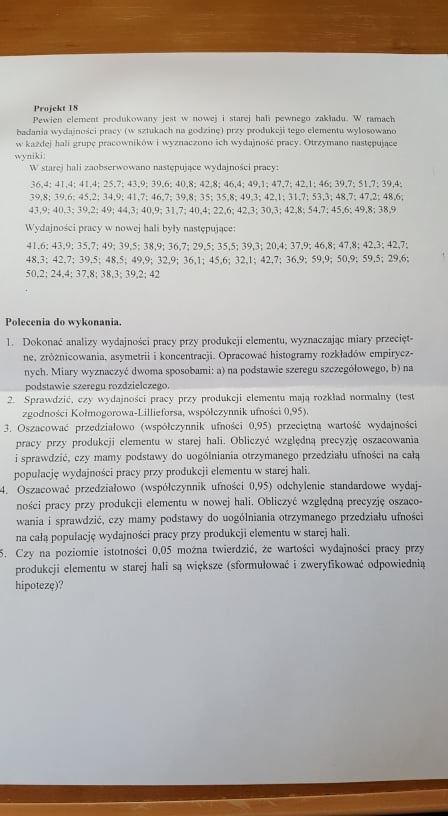 Projekt 18
Pewien element produkowany jest w nowej i starej hali pewnego zakładu. W ramach
badania wydajności pracy (w sztukach na godzinę) przy produkcji tego elementu wylosowano
w każdej hali grupę pracowników i wyznaczono ich wydajność pracy. Otrzymano następujące
wyniki:
W starej hali zaobserwowano następujące wydajności pracy:
36,4; 41,4; 41,4; 25,7; 43,9; 39,6; 40,8; 42,8; 46,4; 49,1; 47,7; 42,1; 46; 39,7; 51,7; 39,4;
39,8; 39,6; 45,2; 34,9; 41,7; 46,7; 39,8; 35; 35,8; 49,3; 42,1; 31,7; 53,3; 48,7; 47,2; 48,6;
43,9; 40,3; 39,2; 49; 44,3; 40,9; 31,7; 40,4; 22,6; 42,3; 30,3; 42,8; 54,7; 45,6; 49,8; 38,9
Wydajności pracy w nowej hali były następujące:
41,6; 43,9; 35,7; 49; 39,5; 38,9; 36,7; 29,5; 35,5; 39,3; 20,4; 37,9; 46,8; 47,8; 42,3; 42,7;
48,3; 42,7; 39,5; 48,5; 49,9; 32,9; 36,1; 45,6; 32,1; 42,7; 36,9; 59,9; 50,9; 59,5; 29,6;
50,2; 24,4; 37,8; 38,3; 39,2; 42
.
Polecenia do wykonania.
1. Dokonać analizy wydajności pracy przy produkcji elementu, wyznaczając miary przecięt-
ne, zróżnicowania, asymetrii i koncentracji. Opracować histogramy rozkładów empirycz-
nych. Miary wyznaczyć dwoma sposobami: a) na podstawie szeregu szczegółowego, b) na
podstawie szeregu rozdzielczego.
2. Sprawdzić, czy wydajności pracy przy produkcji elementu mają rozkład normalny (test
zgodności Kołmogorowa-Lillieforsa, współczynnik ufności 0,95).
3. Oszacować przedziałowo (współczynnik ufności 0,95) przeciętną wartość wydajności
pracy przy produkcji elementu w starej hali. Obliczyć względną precyzję oszacowania
i sprawdzić, czy mamy podstawy do uogólniania otrzymanego przedziału ufności na całą
populację wydajności pracy przy produkcji elementu w starej hali.
4. Oszacować przedziałowo (współczynnik ufności 0,95) odchylenie standardowe wydaj-
ności pracy przy produkcji elementu w nowej hali. Obliczyć względną precyzję oszaco-
wania i sprawdzić, czy mamy podstawy do uogólniania otrzymanego przedziału ufności
na całą populację wydajności pracy przy produkcji elementu w starej hali.
5. Czy na poziomie istotności 0,05 można twierdzić, że wartości wydajności pracy przy
produkcji elementu w starej hali są większe (sformułować i zweryfikować odpowiednią
hipotezę)?